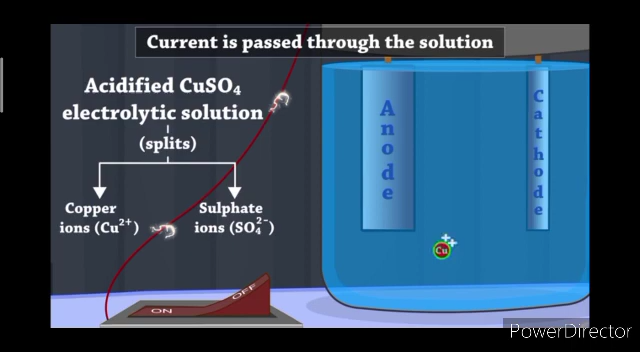 Current is passed through the solution
Acidified CuSO₄
electrolytic solution
(splits)
Copper
ions (Cu²⁺)
Sulphate
ions (SO₄²⁻)
Anode
Cathode
++
Cu
ON
OFF
PowerDirector